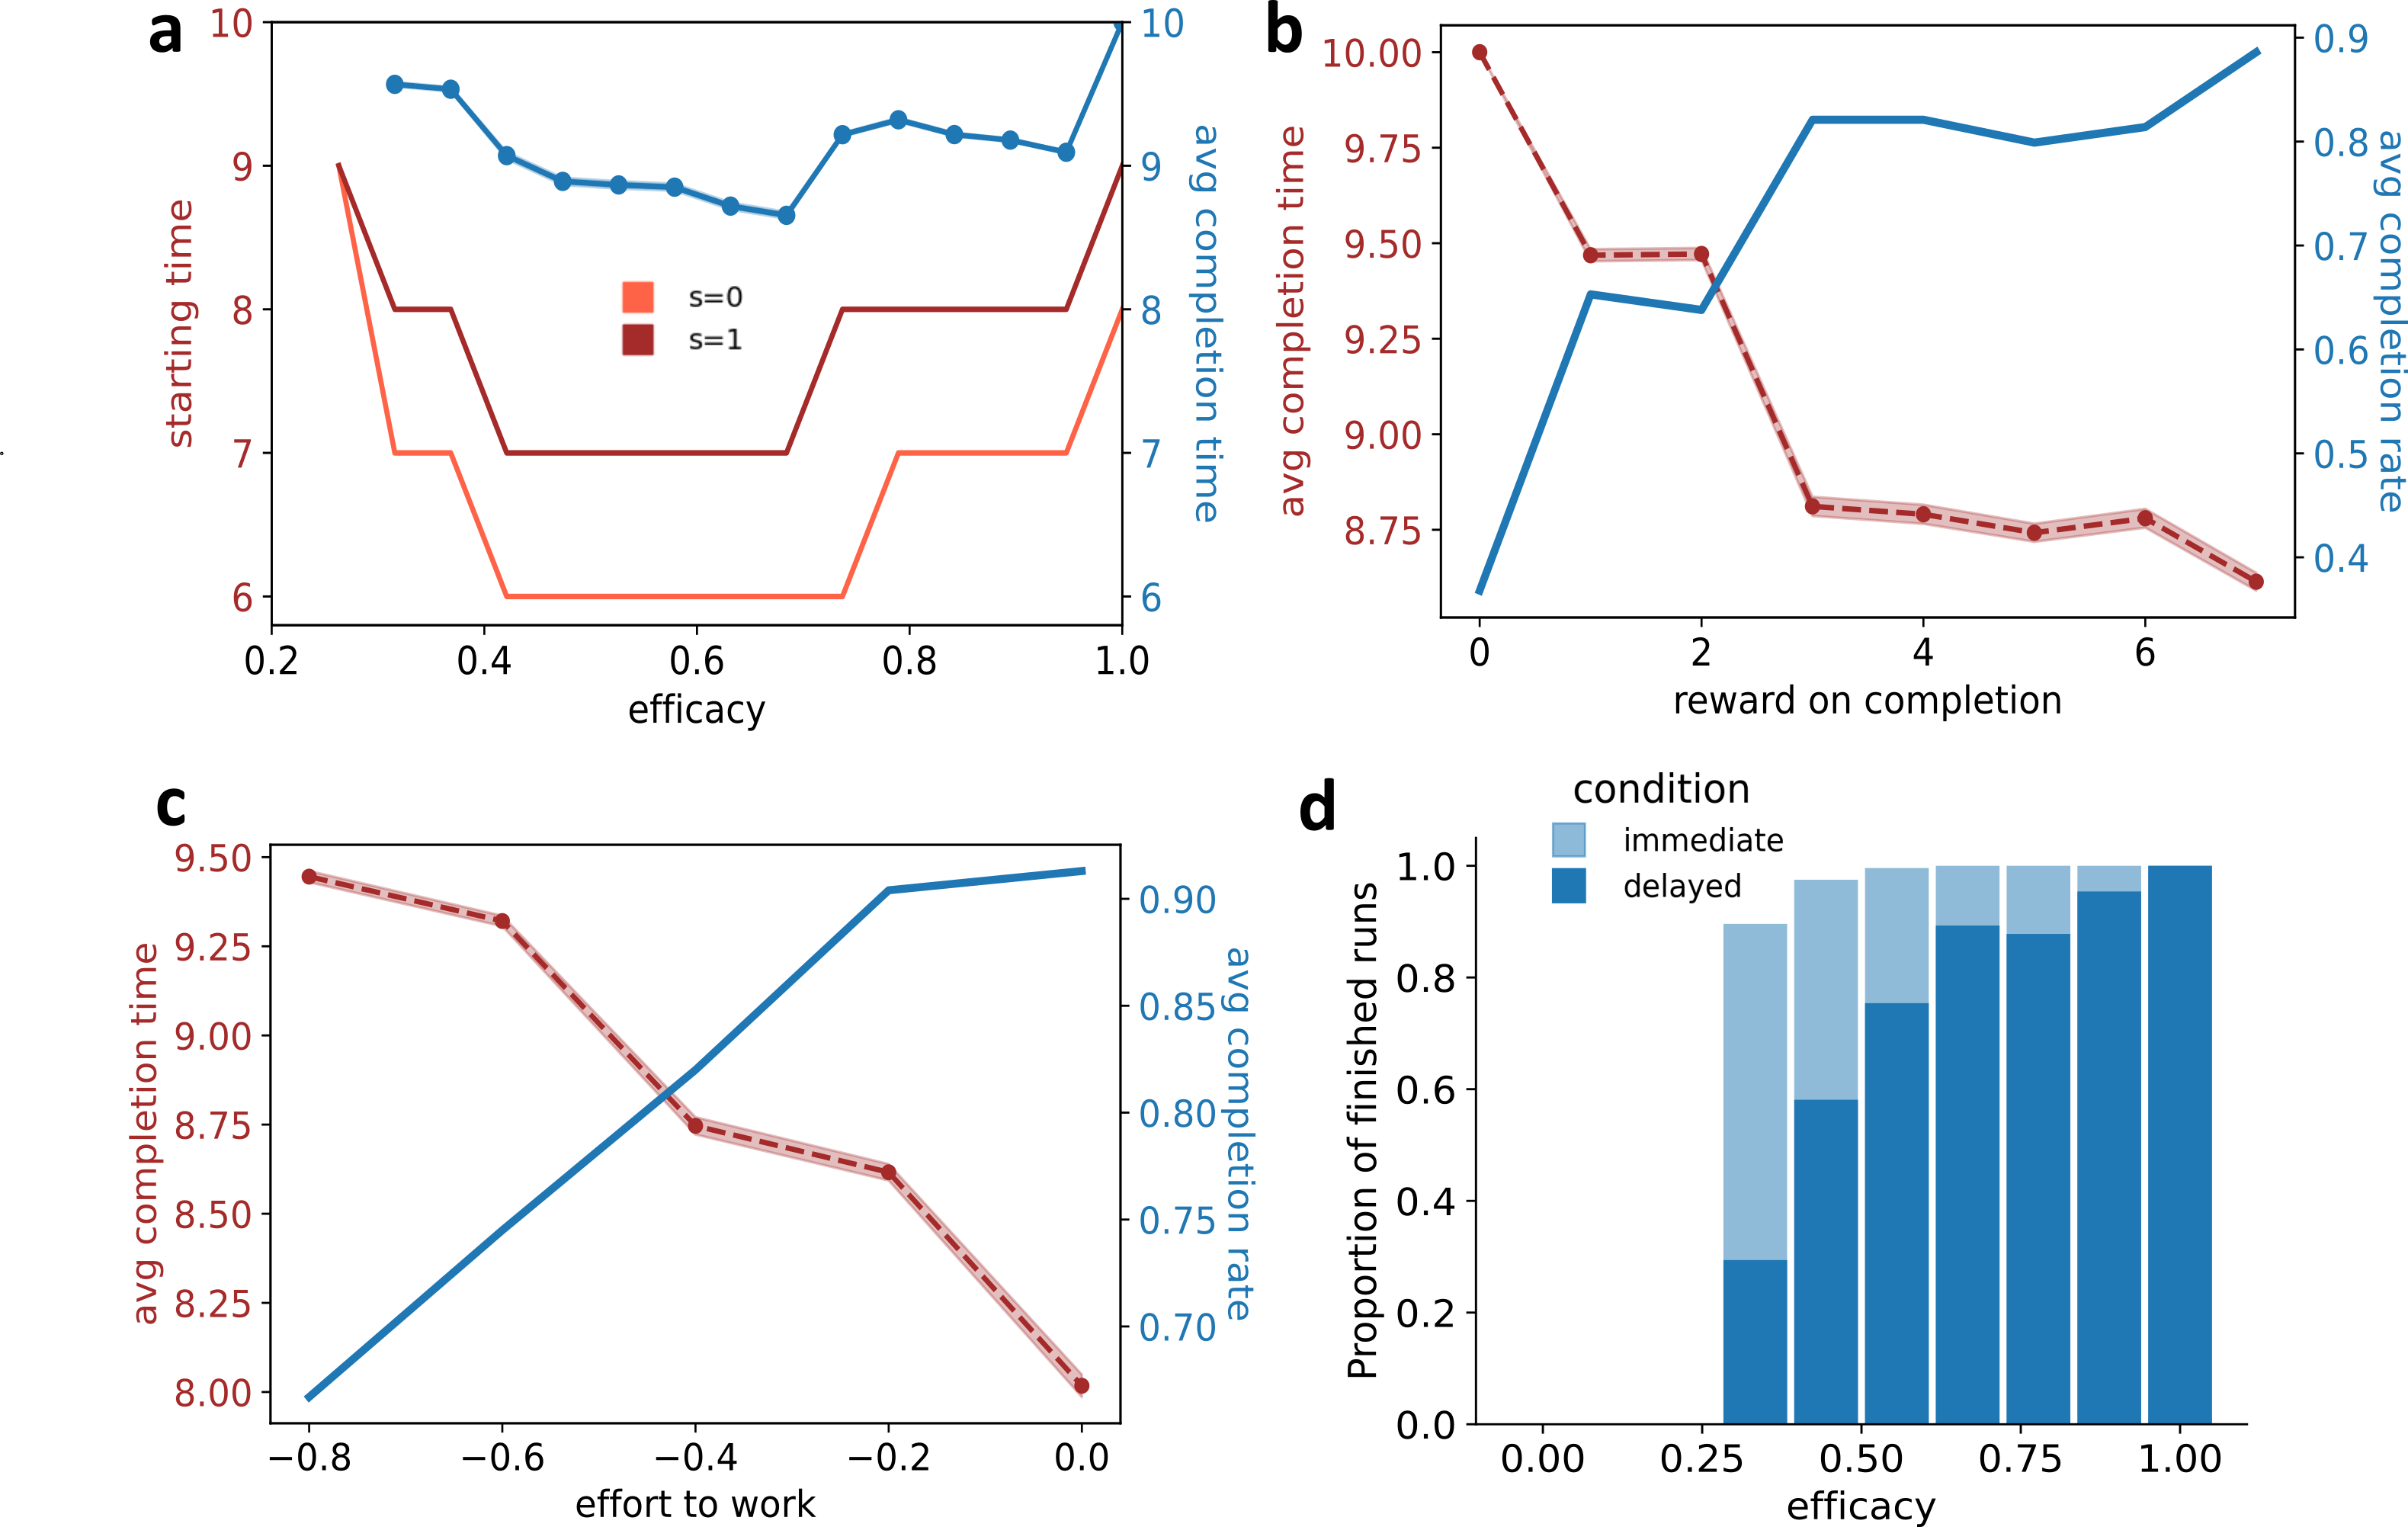 a
10
9
8
7
6
starting time
s=0
s=1
10
9
8
7
6
avg completion time
0.2 0.4 0.6 0.8 1.0
efficacy
b
10.00
9.75
9.50
9.25
9.00
8.75
avg completion time
0.9
0.8
0.7
0.6
0.5
0.4
avg completion rate
0 2 4 6
reward on completion
c
9.50
9.25
9.00
8.75
8.50
8.25
8.00
avg completion time
0.90
0.85
0.80
0.75
0.70
avg completion rate
−0.8 −0.6 −0.4 −0.2 0.0
effort to work
d
condition
immediate
delayed
1.0
0.8
0.6
0.4
0.2
0.0
Proportion of finished runs
0.00 0.25 0.50 0.75 1.00
efficacy